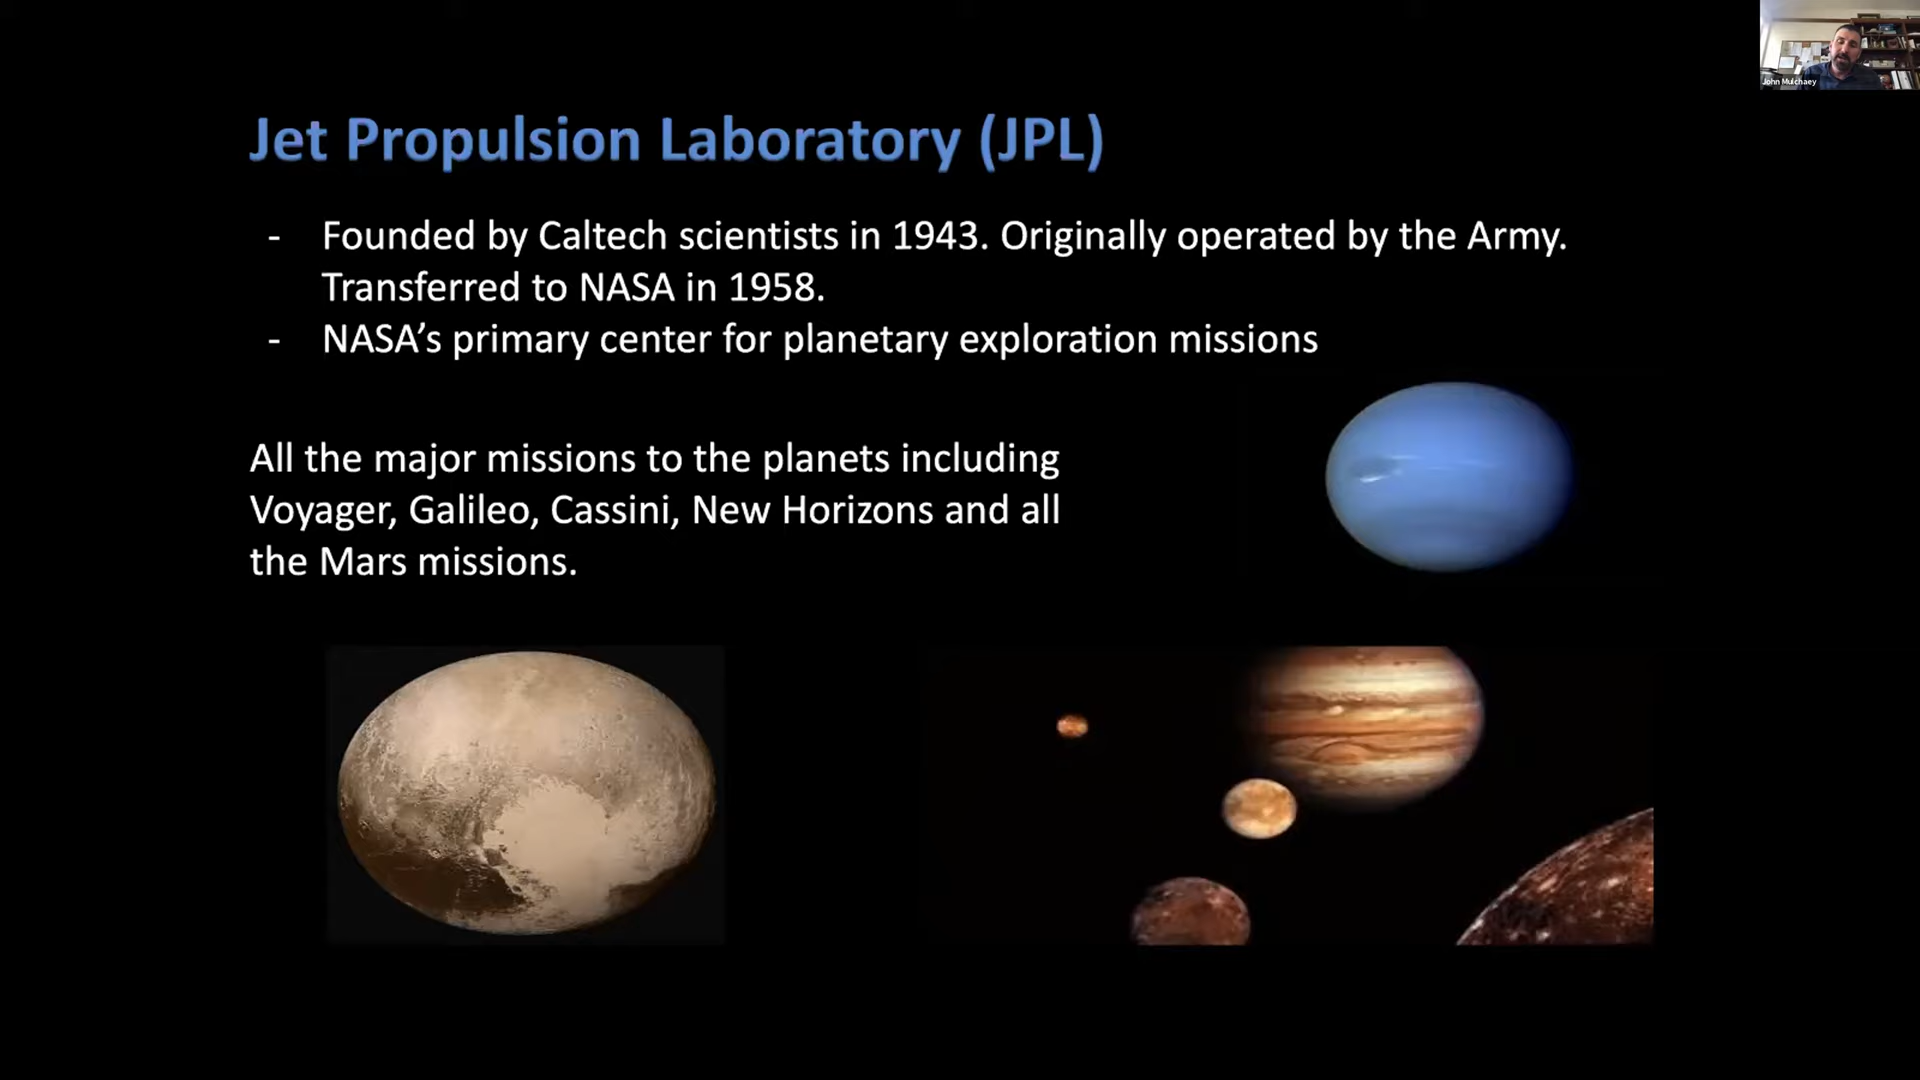 John Mulchaey
Jet Propulsion Laboratory (JPL)
- Founded by Caltech scientists in 1943. Originally operated by the Army.
Transferred to NASA in 1958.
- NASA’s primary center for planetary exploration missions
All the major missions to the planets including
Voyager, Galileo, Cassini, New Horizons and all
the Mars missions.